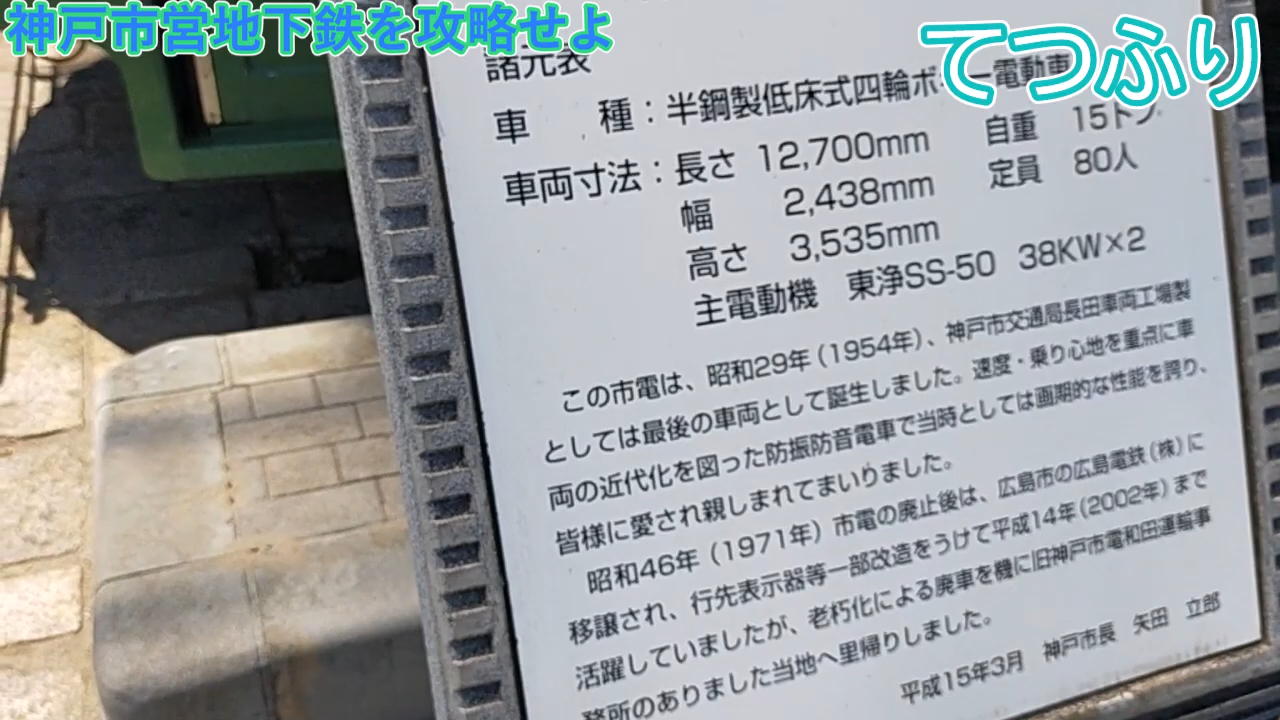 神戸市営地下鉄を攻略せよ
てつふり
諸元表
車 種：半鋼製低床式四輪ボギー電動車
車両寸法：長さ 12,700mm 自重 15トン
幅 2,438mm 定員 80人
高さ 3,535mm
主電動機 東浄SS-50 38KW×2
この市電は、昭和29年（1954年）、神戸市交通局長田車両工場製
としては最後の車両として誕生しました。速度・乗り心地を重点に車
両の近代化を図った防振防音電車で当時としては画期的な性能を誇り、
皆様に愛され親しまれてまいりました。
昭和46年（1971年）市電の廃止後は、広島市の広島電鉄（株）に
移譲され、行先表示器等一部改造をうけて平成14年（2002年）まで
活躍していましたが、老朽化による廃車を機に旧神戸市電和田運輸事
務所のありました当地へ里帰りしました。
平成15年3月 神戸市長 矢田 立郎